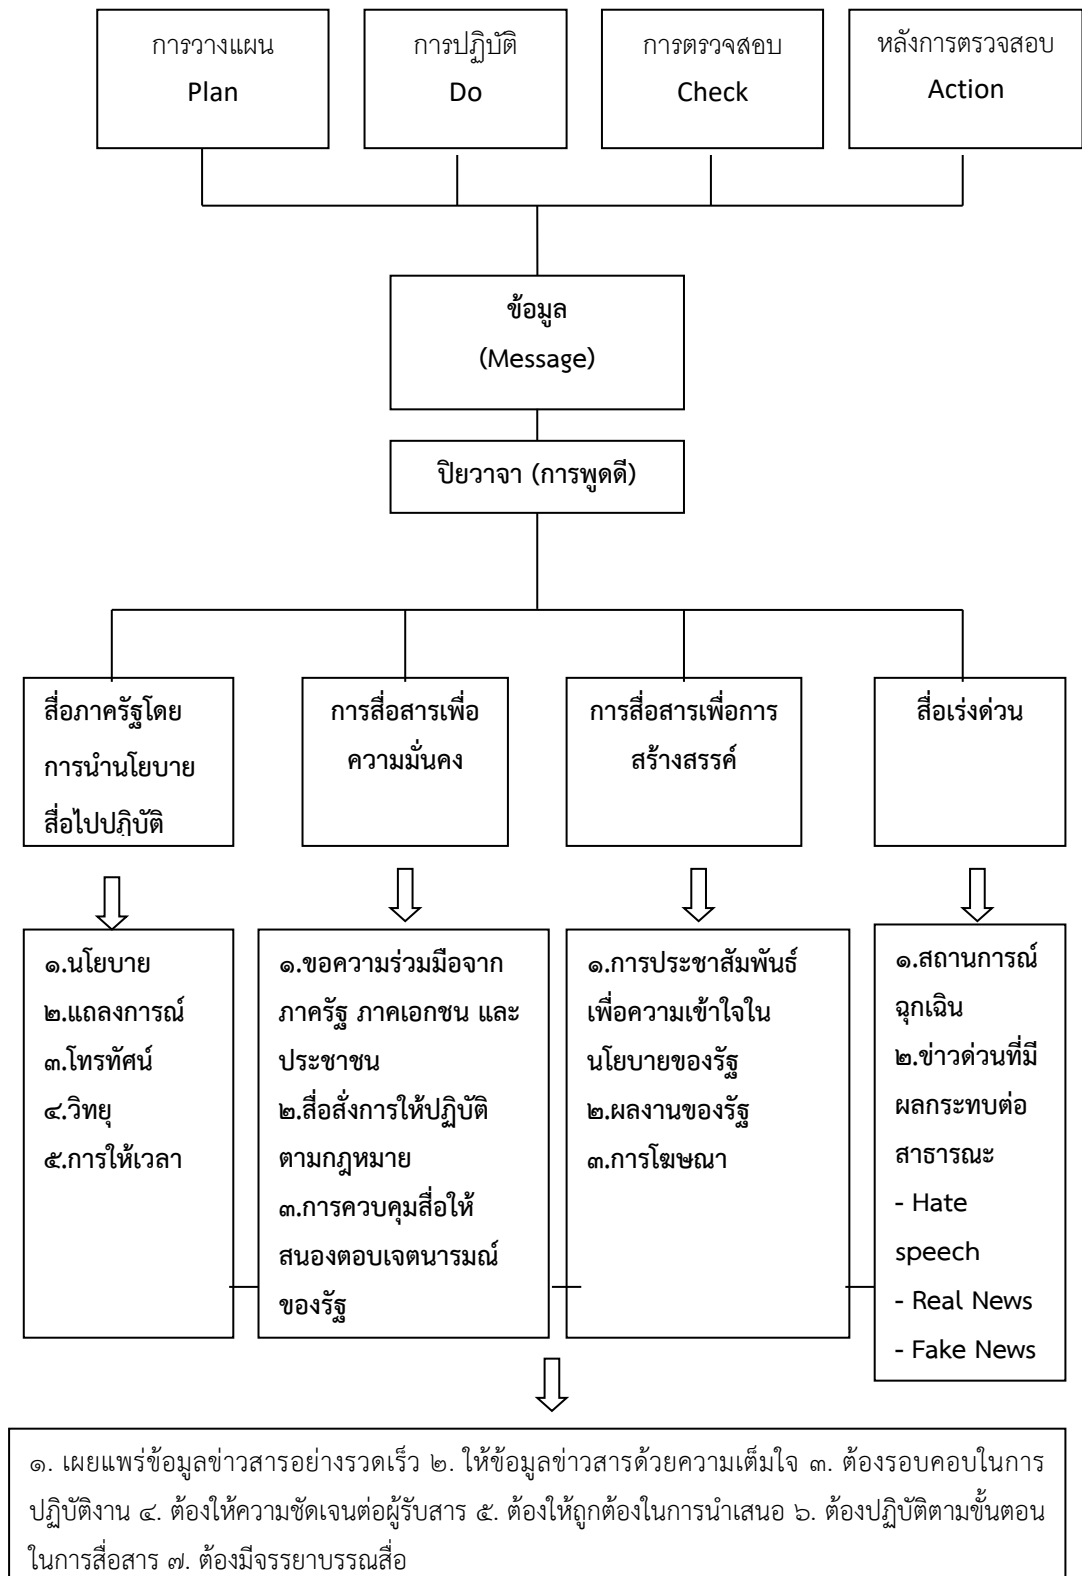 การวางแผน
Plan
การปฏิบัติ
Do
การตรวจสอบ
Check
หลังการตรวจสอบ
Action
ข้อมูล
(Message)
ปิยวาจา (การพูดดี)
สื่อภาครัฐโดย
การนำนโยบาย
สื่อไปปฏิบัติ
การสื่อสารเพื่อ
ความมั่นคง
การสื่อสารเพื่อการ
สร้างสรรค์
สื่อเร่งด่วน
๑.นโยบาย
๒.แถลงการณ์
๓.โทรทัศน์
๔.วิทยุ
๕.การให้เวลา
๑.ขอความร่วมมือจาก
ภาครัฐ ภาคเอกชน และ
ประชาชน
๒.สื่อสั่งการให้ปฏิบัติ
ตามกฎหมาย
๓.การควบคุมสื่อให้
สนองตอบเจตนารมณ์
ของรัฐ
๑.การประชาสัมพันธ์
เพื่อความเข้าใจใน
นโยบายของรัฐ
๒.ผลงานของรัฐ
๓.การโฆษณา
๑.สถานการณ์
ฉุกเฉิน
๒.ข่าวด่วนที่มี
ผลกระทบต่อ
สาธารณะ
- Hate
speech
- Real News
- Fake News
๑. เผยแพร่ข้อมูลข่าวสารอย่างรวดเร็ว ๒. ให้ข้อมูลข่าวสารด้วยความเต็มใจ ๓. ต้องรอบคอบในการ
ปฏิบัติงาน ๔. ต้องให้ความชัดเจนต่อผู้รับสาร ๕. ต้องให้ถูกต้องในการนำเสนอ ๖. ต้องปฏิบัติตามขั้นตอน
ในการสื่อสาร ๗. ต้องมีจรรยาบรรณสื่อ